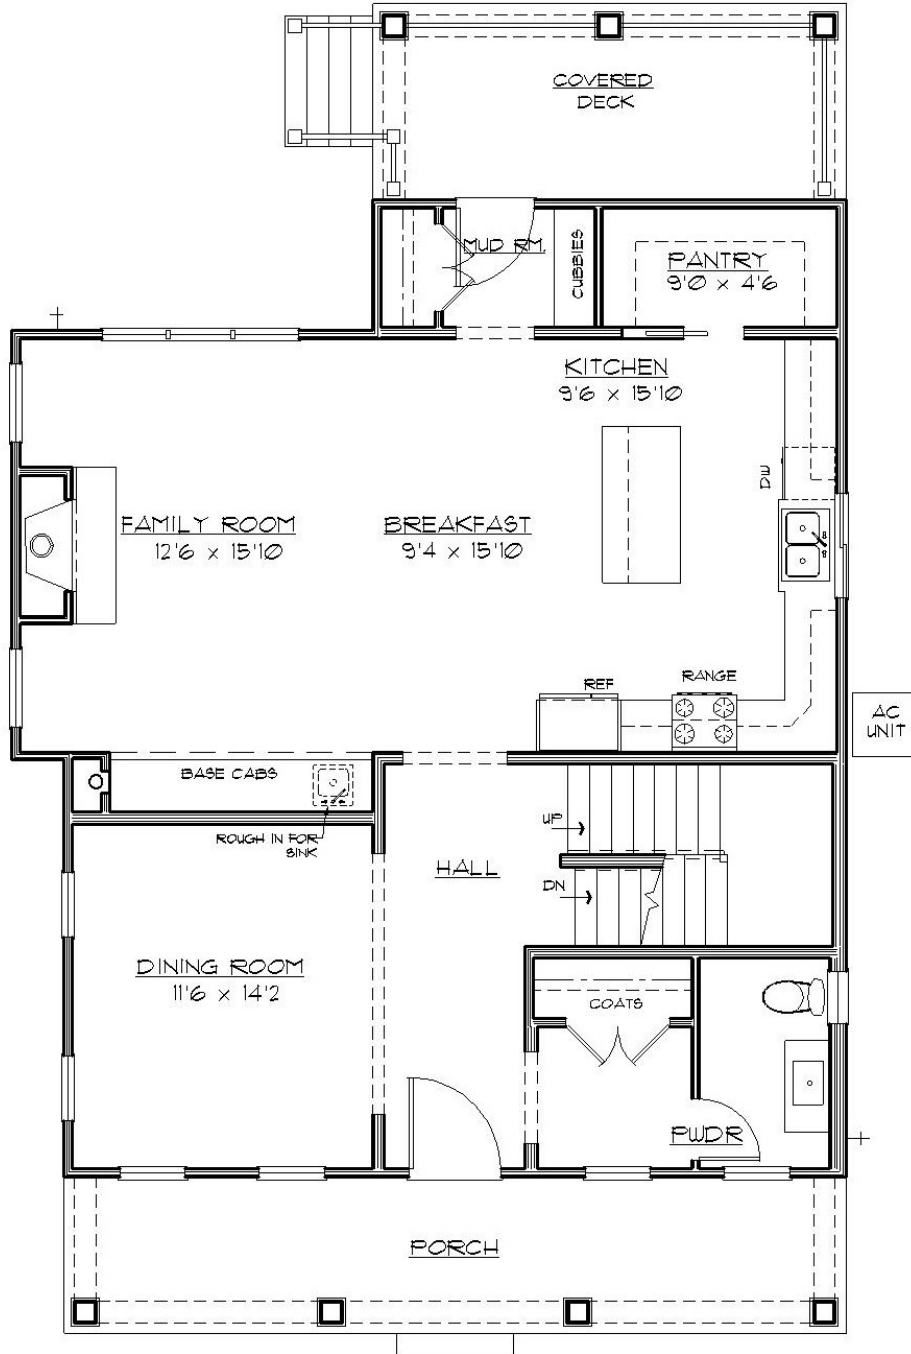 COVERED
DECK
MUD RM.
CUBBIES
PANTRY
9'0 x 4'6
KITCHEN
9'6 x 15'10
DW
FAMILY ROOM
12'6 x 15'10
BREAKFAST
9'4 x 15'10
REF
RANGE
AC
UNIT
BASE CABS
ROUGH IN FOR
SINK
UP
HALL
DN
DINING ROOM
11'6 x 14'2
COATS
PWDR
PORCH